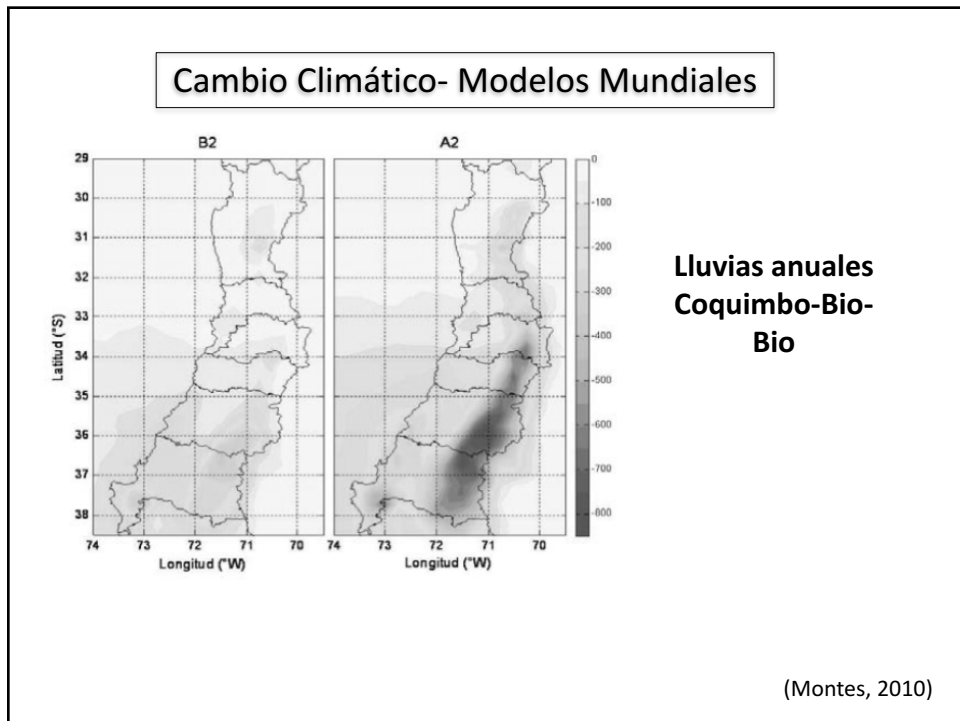 Cambio Climático- Modelos Mundiales
B2
A2
29
30
31
32
33
34
35
36
37
38
Latitud (°S)
74
73
72
71
70
74
73
72
71
70
Longitud (°W)
Longitud (°W)
0
-100
-200
-300
-400
-500
-600
-700
-800
Lluvias anuales
Coquimbo-Bio-
Bio
(Montes, 2010)